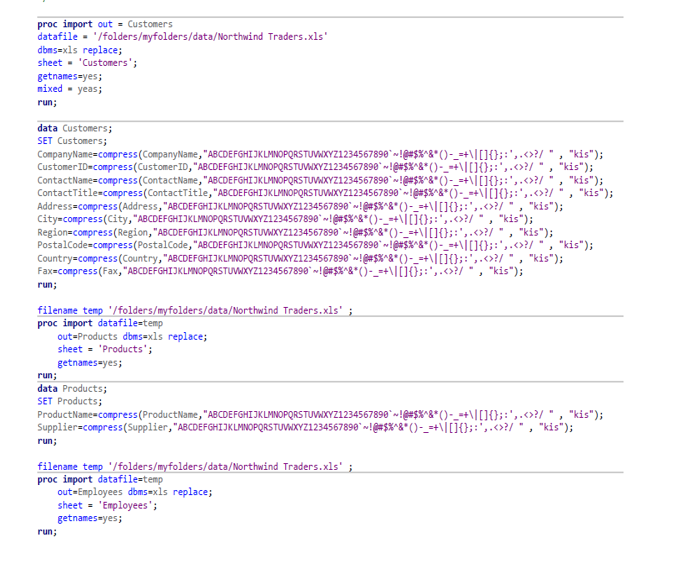 proc import out = Customers
datafile = '/folders/myfolders/data/Northwind Traders.xls'
dbms=xls replace;
sheet = 'Customers';
getnames=yes;
mixed = yeas;
run;
data Customers;
SET Customers;
CompanyName=compress(CompanyName,"ABCDEFGHIJKLMNOPQRSTUVWXYZ1234567890`~!@#$%^&*()-_=+\|[]{};:',.<>?/ " , "kis");
CustomerID=compress(CustomerID,"ABCDEFGHIJKLMNOPQRSTUVWXYZ1234567890`~!@#$%^&*()-_=+\|[]{};:',.<>?/ " , "kis");
ContactName=compress(ContactName,"ABCDEFGHIJKLMNOPQRSTUVWXYZ1234567890`~!@#$%^&*()-_=+\|[]{};:',.<>?/ " , "kis");
ContactTitle=compress(ContactTitle,"ABCDEFGHIJKLMNOPQRSTUVWXYZ1234567890`~!@#$%^&*()-_=+\|[]{};:',.<>?/ " , "kis");
Address=compress(Address,"ABCDEFGHIJKLMNOPQRSTUVWXYZ1234567890`~!@#$%^&*()-_=+\|[]{};:',.<>?/ " , "kis");
City=compress(City,"ABCDEFGHIJKLMNOPQRSTUVWXYZ1234567890`~!@#$%^&*()-_=+\|[]{};:',.<>?/ " , "kis");
Region=compress(Region,"ABCDEFGHIJKLMNOPQRSTUVWXYZ1234567890`~!@#$%^&*()-_=+\|[]{};:',.<>?/ " , "kis");
PostalCode=compress(PostalCode,"ABCDEFGHIJKLMNOPQRSTUVWXYZ1234567890`~!@#$%^&*()-_=+\|[]{};:',.<>?/ " , "kis");
Country=compress(Country,"ABCDEFGHIJKLMNOPQRSTUVWXYZ1234567890`~!@#$%^&*()-_=+\|[]{};:',.<>?/ " , "kis");
Fax=compress(Fax,"ABCDEFGHIJKLMNOPQRSTUVWXYZ1234567890`~!@#$%^&*()-_=+\|[]{};:',.<>?/ " , "kis");
run;
filename temp '/folders/myfolders/data/Northwind Traders.xls' ;
proc import datafile=temp
out=Products dbms=xls replace;
sheet = 'Products';
getnames=yes;
run;
data Products;
SET Products;
ProductName=compress(ProductName,"ABCDEFGHIJKLMNOPQRSTUVWXYZ1234567890`~!@#$%^&*()-_=+\|[]{};:',.<>?/ " , "kis");
Supplier=compress(Supplier,"ABCDEFGHIJKLMNOPQRSTUVWXYZ1234567890`~!@#$%^&*()-_=+\|[]{};:',.<>?/ " , "kis");
run;
filename temp '/folders/myfolders/data/Northwind Traders.xls' ;
proc import datafile=temp
out=Employees dbms=xls replace;
sheet = 'Employees';
getnames=yes;
run;